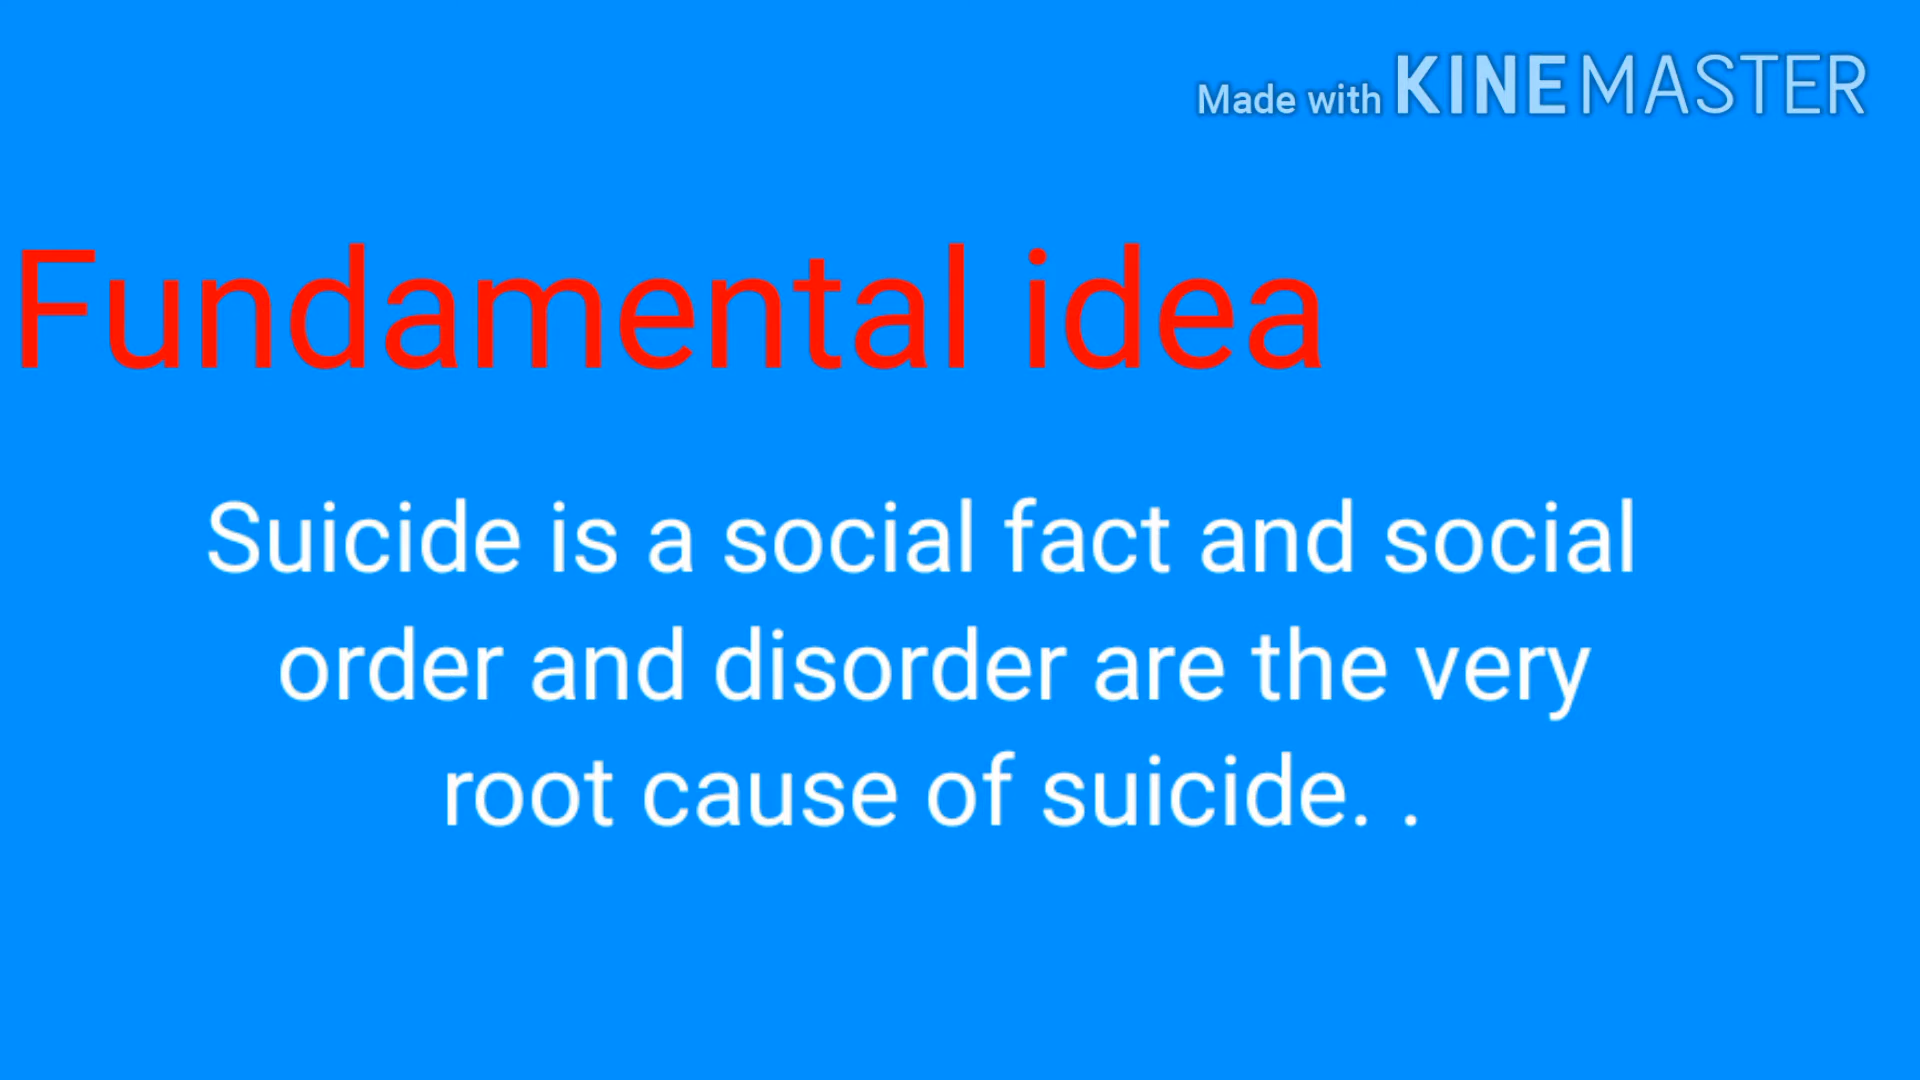 Made with KINEMASTER
Fundamental idea
Suicide is a social fact and social
order and disorder are the very
root cause of suicide. .